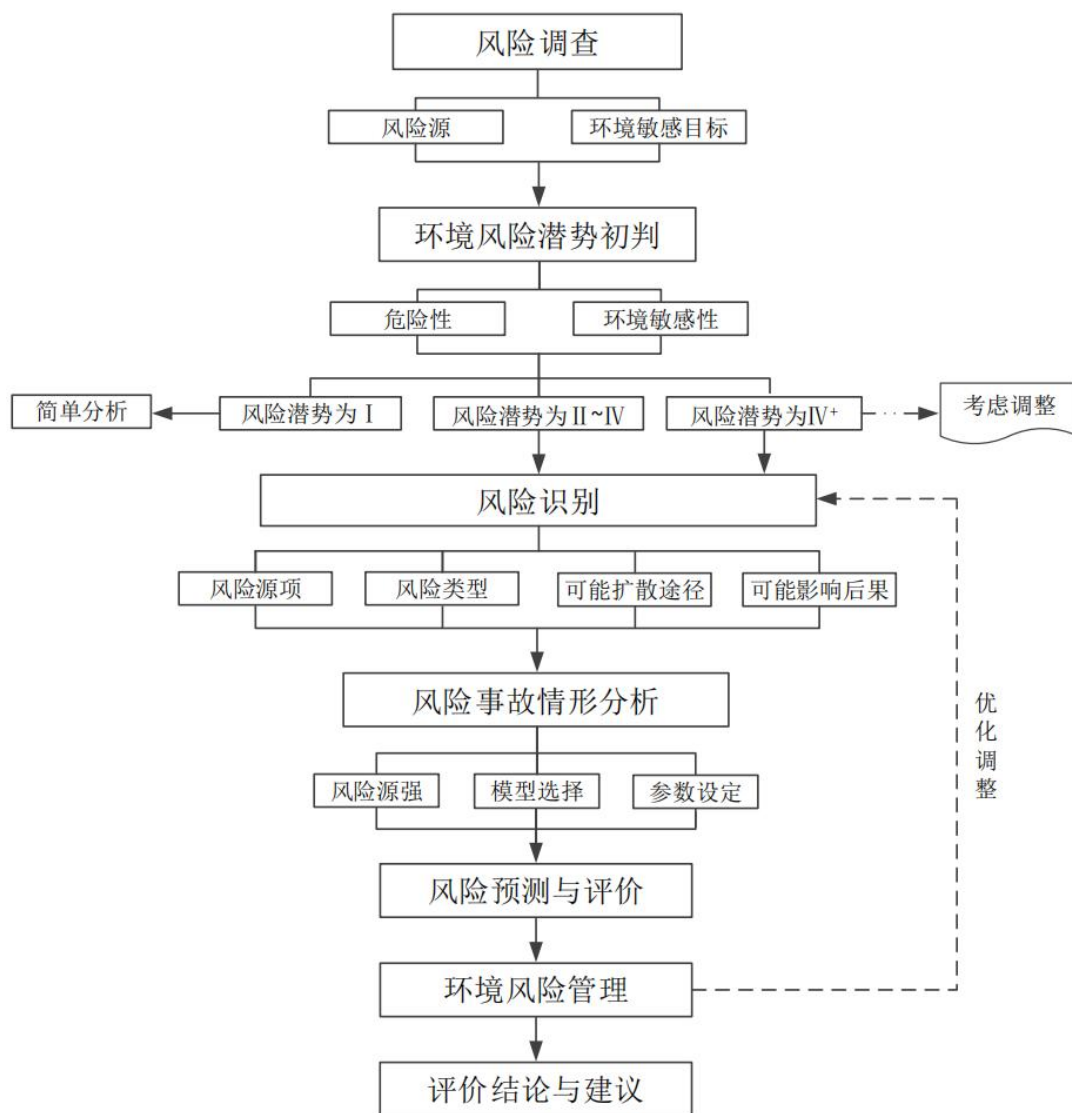 风险调查
风险源
环境敏感目标
环境风险潜势初判
危险性
环境敏感性
简单分析
风险潜势为Ⅰ
风险潜势为Ⅱ~Ⅳ
风险潜势为Ⅳ⁺
考虑调整
风险识别
风险源项
风险类型
可能扩散途径
可能影响后果
风险事故情形分析
风险源强
模型选择
参数设定
优化调整
风险预测与评价
环境风险管理
评价结论与建议